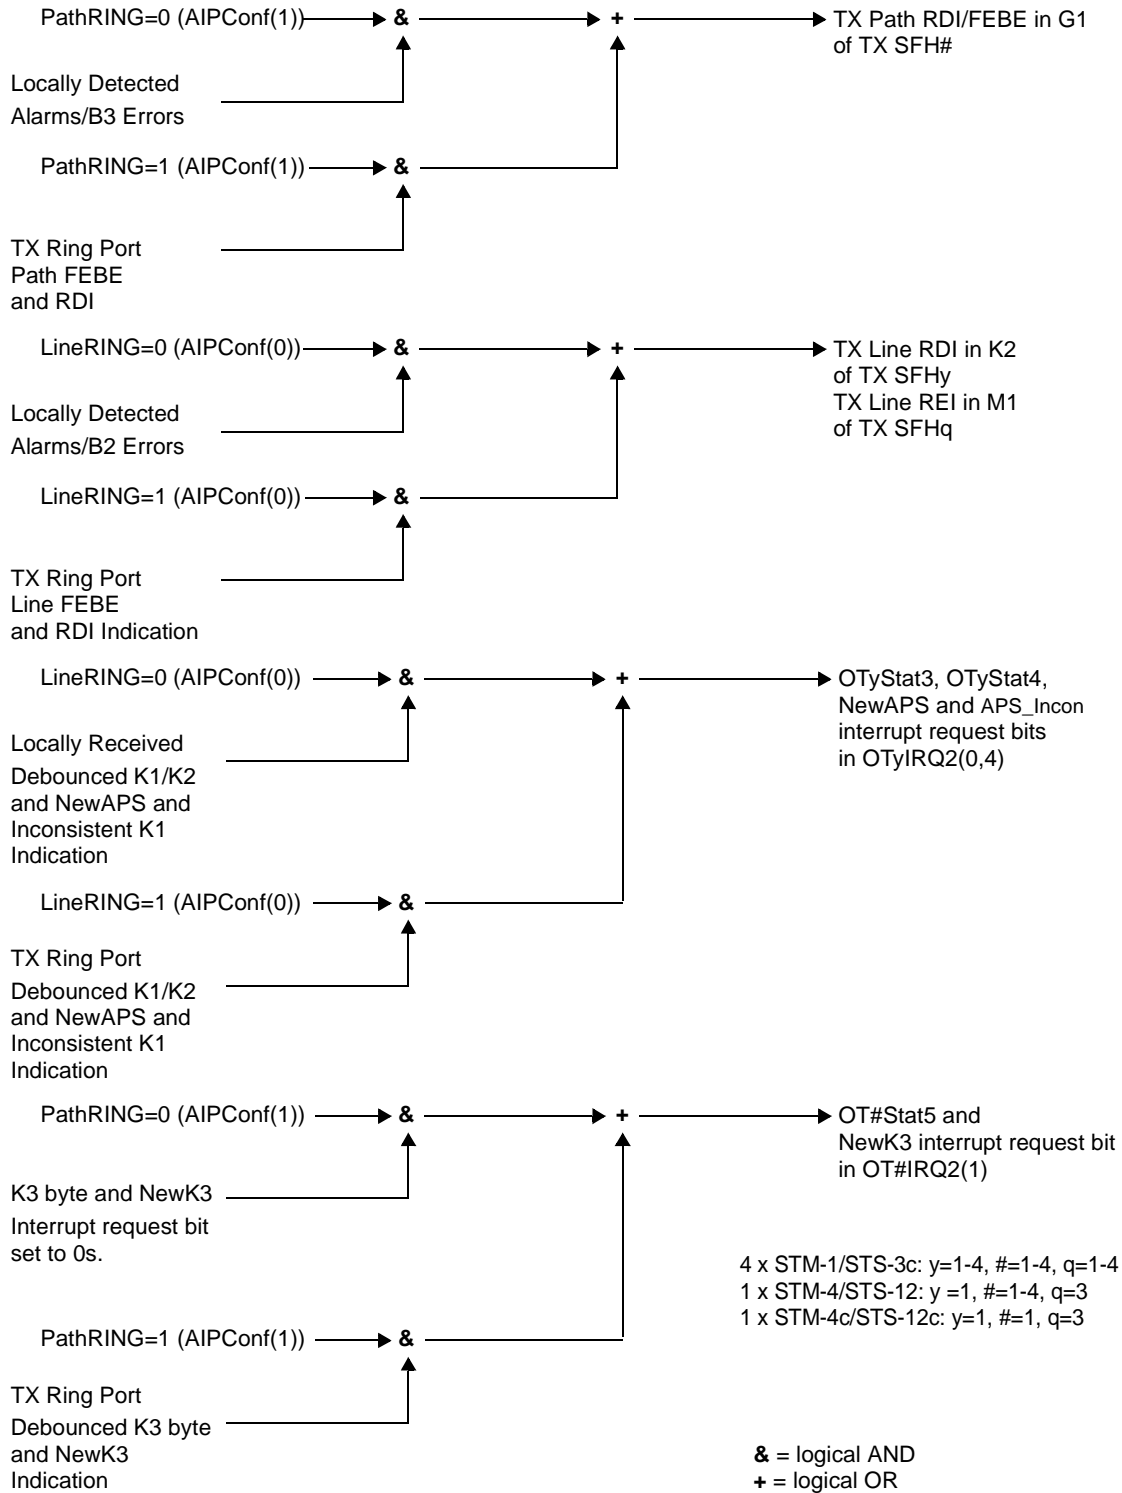 PathRING=0 (AIPConf(1)) & + TX Path RDI/FEBE in G1
of TX SFH#
Locally Detected
Alarms/B3 Errors
PathRING=1 (AIPConf(1)) &
TX Ring Port
Path FEBE
and RDI
LineRING=0 (AIPConf(0)) & + TX Line RDI in K2
of TX SFHy
TX Line REI in M1
of TX SFHq
Locally Detected
Alarms/B2 Errors
LineRING=1 (AIPConf(0)) &
TX Ring Port
Line FEBE
and RDI Indication
LineRING=0 (AIPConf(0)) & + OTyStat3, OTyStat4,
NewAPS and APS_Incon
interrupt request bits
in OTyIRQ2(0,4)
Locally Received
Debounced K1/K2
and NewAPS and
Inconsistent K1
Indication
LineRING=1 (AIPConf(0)) &
TX Ring Port
Debounced K1/K2
and NewAPS and
Inconsistent K1
Indication
PathRING=0 (AIPConf(1)) & + OT#Stat5 and
NewK3 interrupt request bit
in OT#IRQ2(1)
K3 byte and NewK3
Interrupt request bit
set to 0s.
4 x STM-1/STS-3c: y=1-4, #=1-4, q=1-4
1 x STM-4/STS-12: y =1, #=1-4, q=3
1 x STM-4c/STS-12c: y=1, #=1, q=3
PathRING=1 (AIPConf(1)) &
TX Ring Port
Debounced K3 byte
and NewK3
Indication
& = logical AND
+ = logical OR